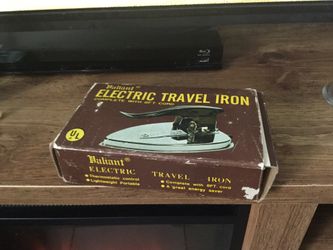 Valiant®
ELECTRIC TRAVEL IRON
COMPLETE WITH 6FT CORD
UL
Valiant®
ELECTRIC TRAVEL IRON
● Thermostatic control ● Complete with 6FT. cord
● Lightweight Portable ● A great energy saver